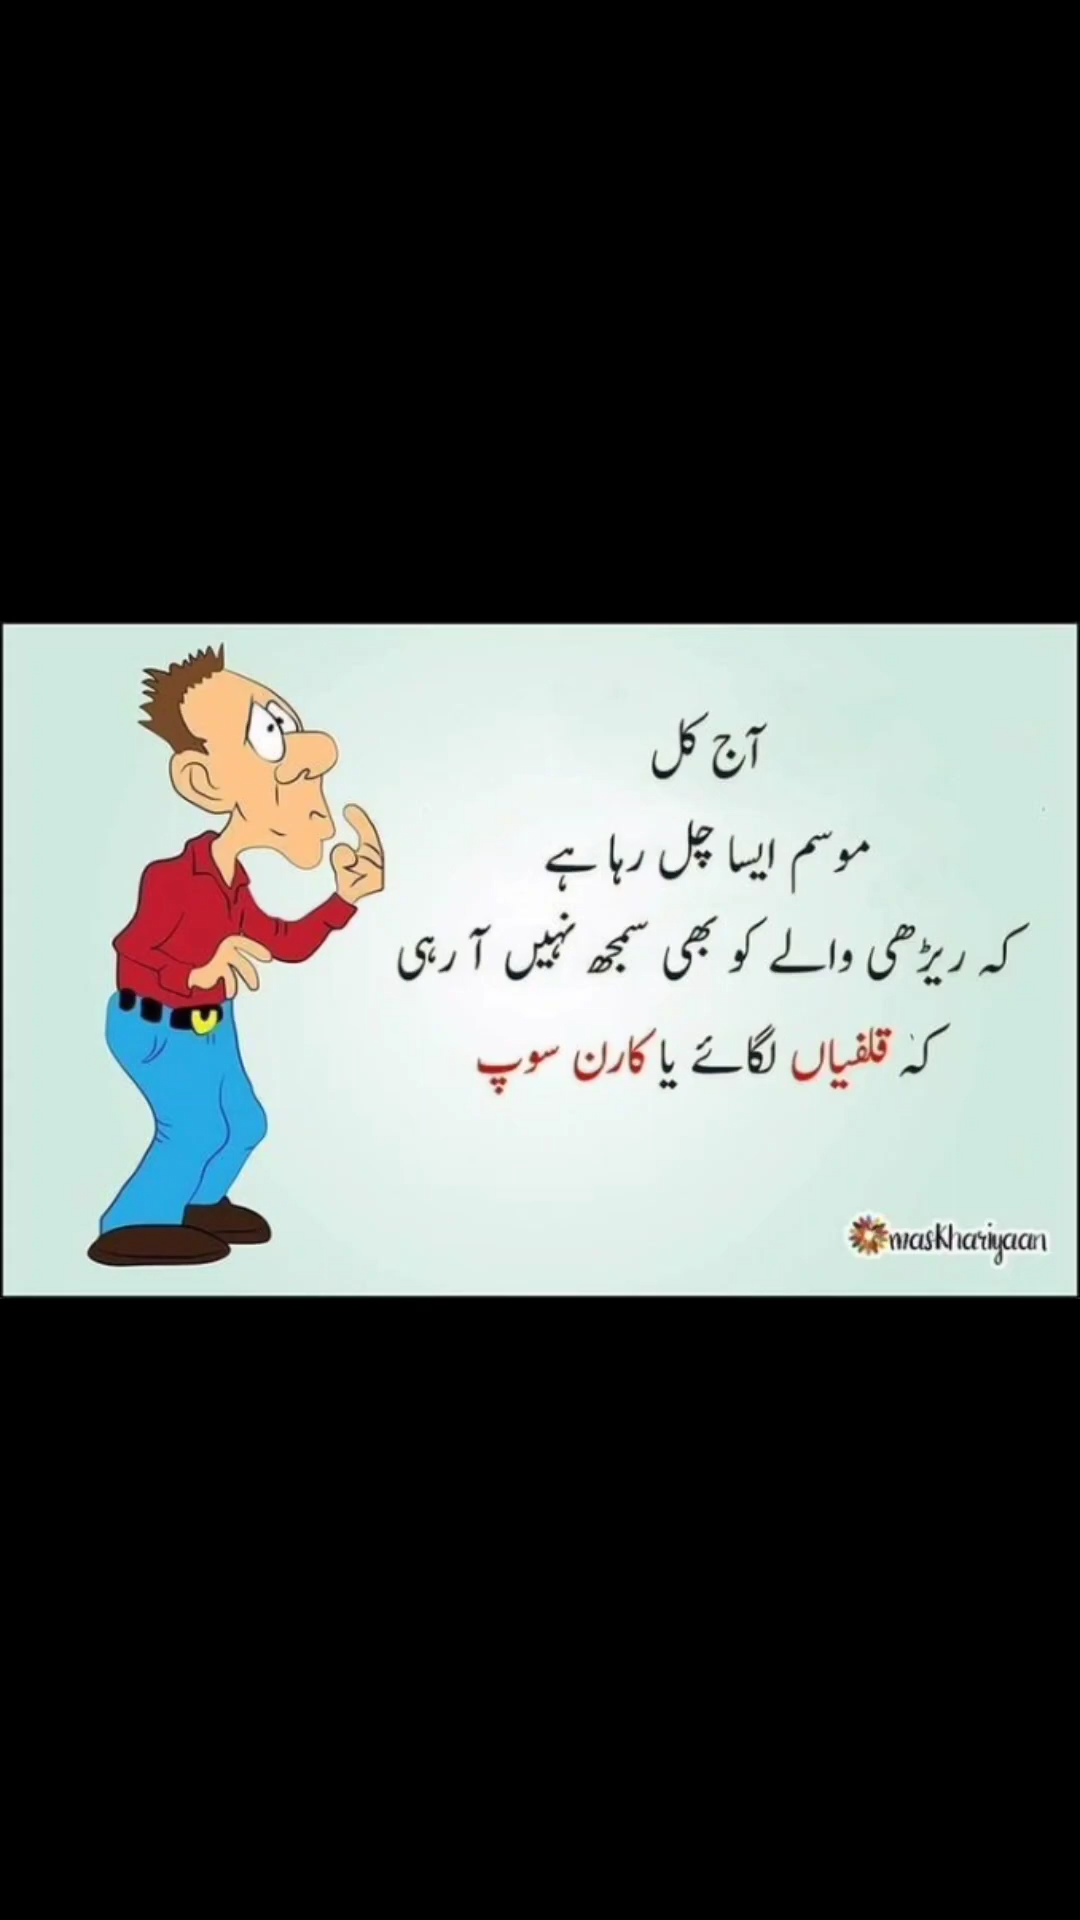 آج کل
موسم ایسا چل رہا ہے
کہ ریڑھی والے کو بھی سمجھ نہیں آ رہی
کہ قلفیاں لگائے یا کارن سوپ
maskhariyaan